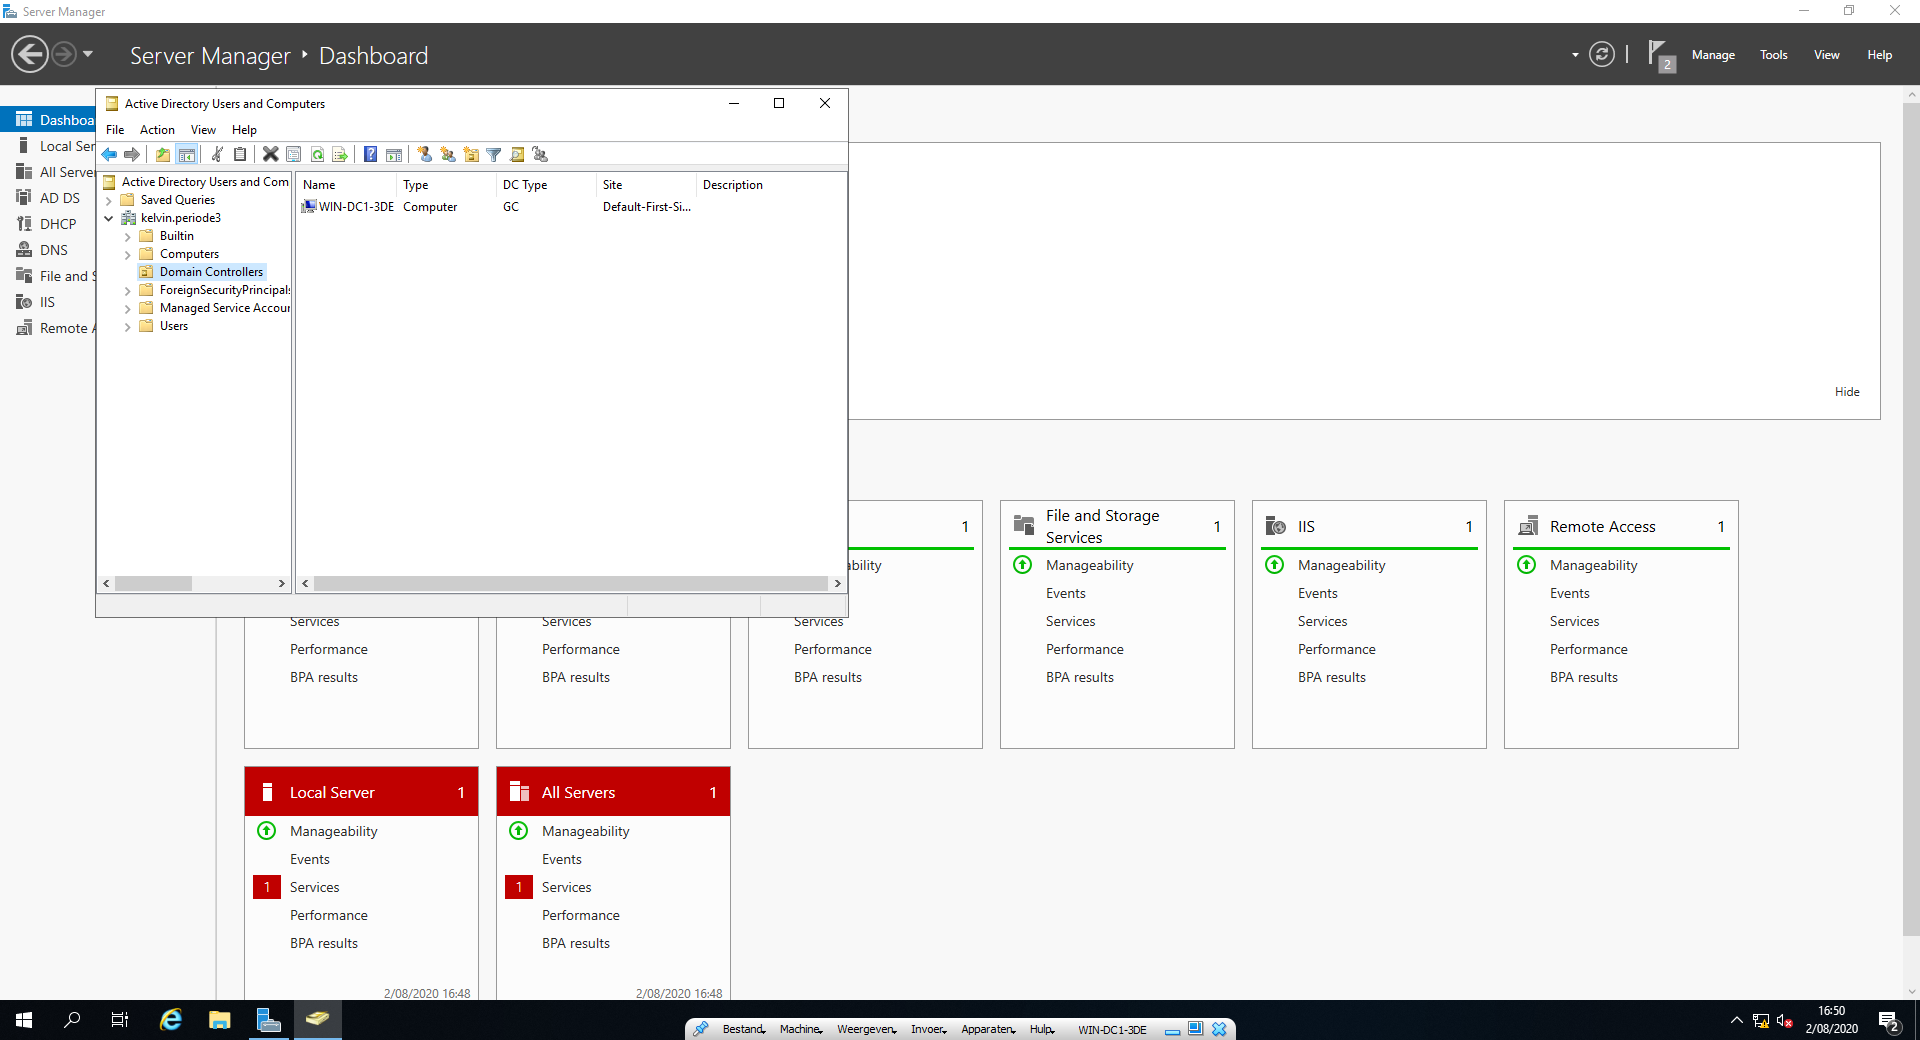 Server Manager
Server Manager ‣ Dashboard
2
Manage
Tools
View
Help
Dashboa
Local Ser
All Server
AD DS
DHCP
DNS
File and S
IIS
Remote A
Active Directory Users and Computers
File
Action
View
Help
Active Directory Users and Com
Saved Queries
kelvin.periode3
Builtin
Computers
Domain Controllers
ForeignSecurityPrincipals
Managed Service Accour
Users
Name
Type
DC Type
Site
Description
WIN-DC1-3DE
Computer
GC
Default-First-Si...
Hide
1
ability
Services
Performance
BPA results
Services
Performance
BPA results
Services
Performance
BPA results
File and Storage
Services
1
Manageability
Events
Services
Performance
BPA results
IIS
1
Manageability
Events
Services
Performance
BPA results
Remote Access
1
Manageability
Events
Services
Performance
BPA results
Local Server
1
Manageability
Events
1
Services
Performance
BPA results
2/08/2020 16:48
All Servers
1
Manageability
Events
1
Services
Performance
BPA results
2/08/2020 16:48
Bestand
Machine
Weergeven
Invoer
Apparaten
Hulp
WIN-DC1-3DE
16:50
2/08/2020
2